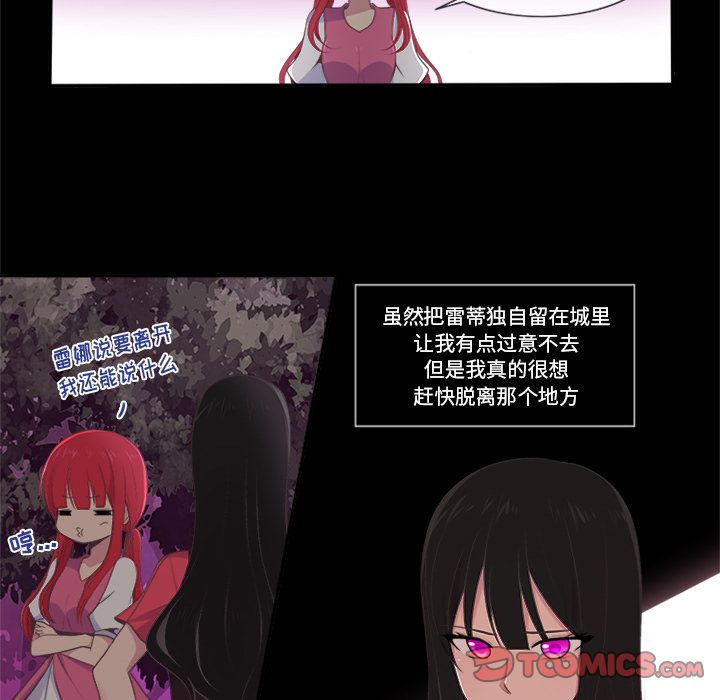 虽然把雷蒂独自留在城里
让我有点过意不去
但是我真的很想
赶快脱离那个地方
雷娜说要离开
我还能说什么
哼...
TOOMICS.COM